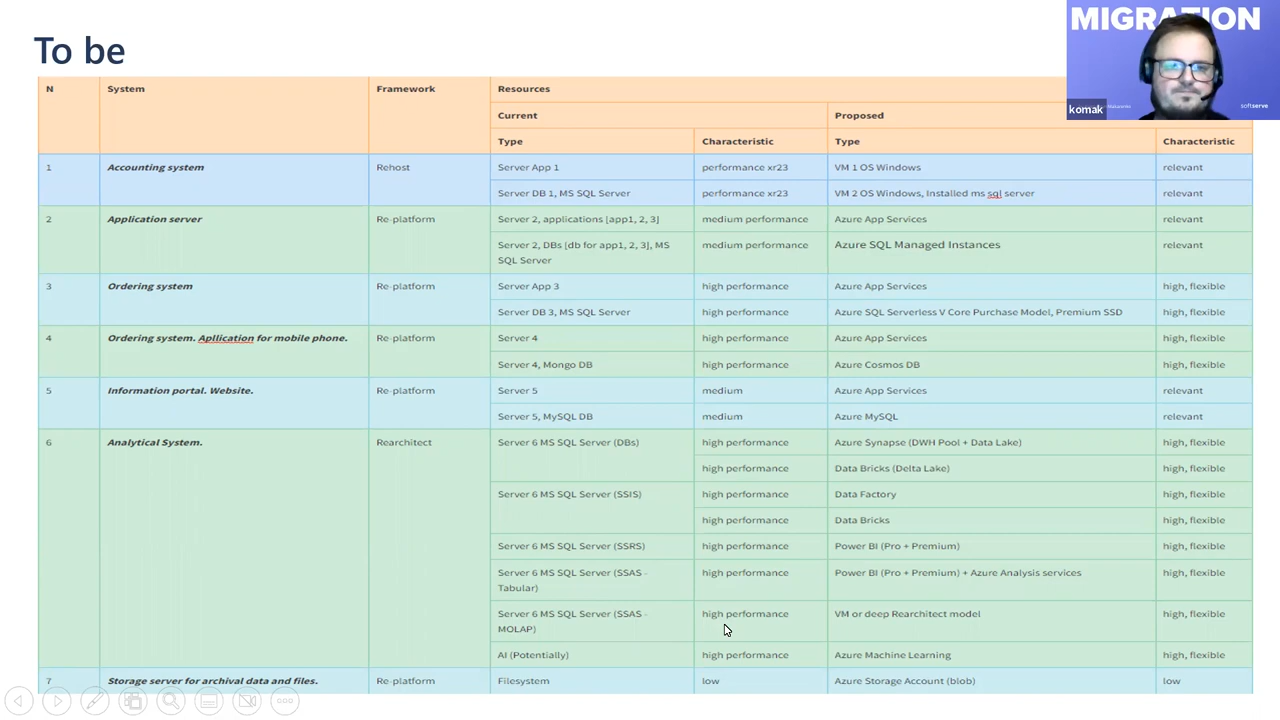 MIGRATION
To be
komak
softserve
N System Framework Resources
Current Proposed
Type Characteristic Type Characteristic
1 Accounting system Rehost Server App 1 performance xr23 VM 1 OS Windows relevant
Server DB 1, MS SQL Server performance xr23 VM 2 OS Windows, Installed ms sql server relevant
2 Application server Re-platform Server 2, applications [app1, 2, 3] medium performance Azure App Services relevant
Server 2, DBs [db for app1, 2, 3], MS medium performance Azure SQL Managed Instances relevant
SQL Server
3 Ordering system Re-platform Server App 3 high performance Azure App Services high, flexible
Server DB 3, MS SQL Server high performance Azure SQL Serverless V Core Purchase Model, Premium SSD high, flexible
4 Ordering system. Apllication for mobile phone. Re-platform Server 4 high performance Azure App Services high, flexible
Server 4, Mongo DB high performance Azure Cosmos DB high, flexible
5 Information portal. Website. Re-platform Server 5 medium Azure App Services relevant
Server 5, MySQL DB medium Azure MySQL relevant
6 Analytical System. Rearchitect Server 6 MS SQL Server (DBs) high performance Azure Synapse (DWH Pool + Data Lake) high, flexible
high performance Data Bricks (Delta Lake) high, flexible
Server 6 MS SQL Server (SSIS) high performance Data Factory high, flexible
high performance Data Bricks high, flexible
Server 6 MS SQL Server (SSRS) high performance Power BI (Pro + Premium) high, flexible
Server 6 MS SQL Server (SSAS - high performance Power BI (Pro + Premium) + Azure Analysis services high, flexible
Tabular)
Server 6 MS SQL Server (SSAS - high performance VM or deep Rearchitect model high, flexible
MOLAP)
AI (Potentially) high performance Azure Machine Learning high, flexible
7 Storage server for archival data and files. Re-platform Filesystem low Azure Storage Account (blob) low